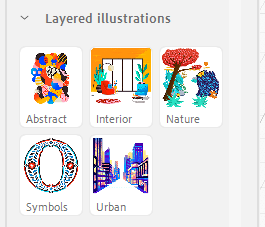 Layered illustrations
Abstract
Interior
Nature
Symbols
Urban